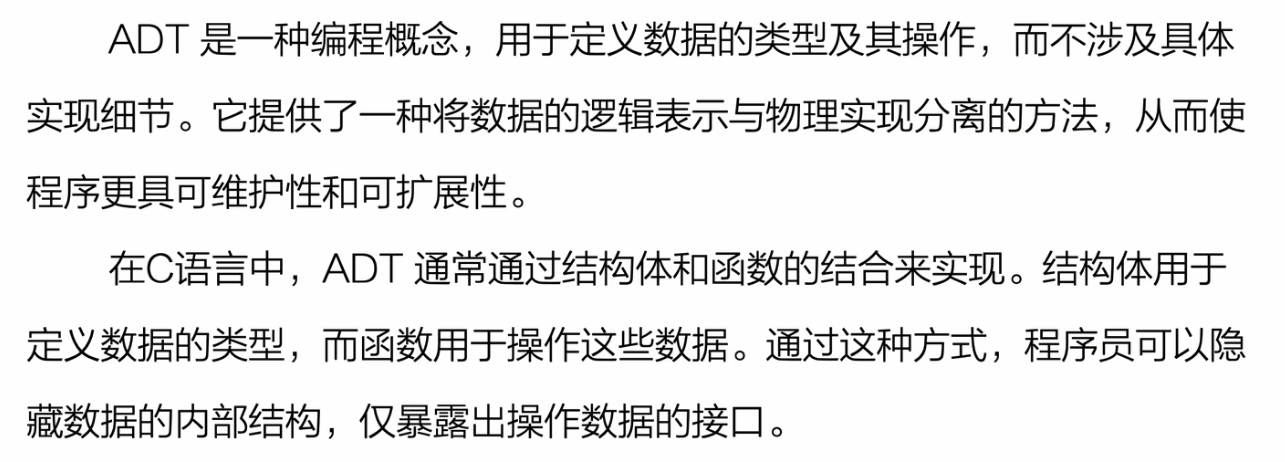 ADT 是一种编程概念，用于定义数据的类型及其操作，而不涉及具体
实现细节。它提供了一种将数据的逻辑表示与物理实现分离的方法，从而使
程序更具可维护性和可扩展性。
在C语言中，ADT 通常通过结构体和函数的结合来实现。结构体用于
定义数据的类型，而函数用于操作这些数据。通过这种方式，程序员可以隐
藏数据的内部结构，仅暴露出操作数据的接口。